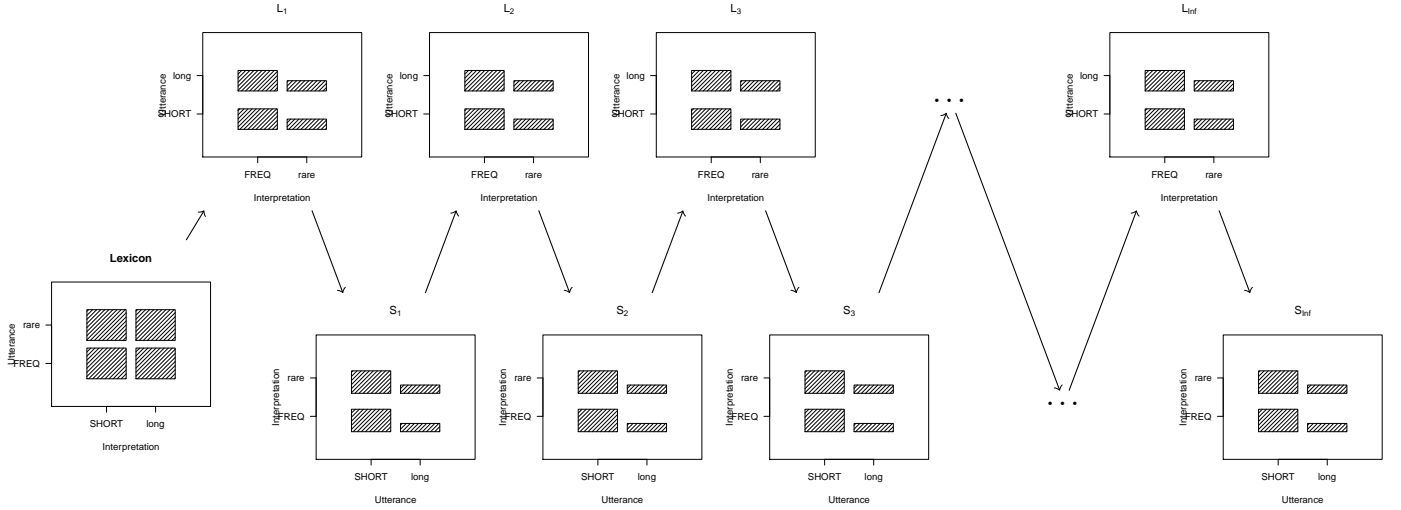 L1
long
SHORT
Utterance
FREQ rare
Interpretation
L2
long
SHORT
Utterance
FREQ rare
Interpretation
L3
long
SHORT
Utterance
FREQ rare
Interpretation
. . .
LInf
long
SHORT
Utterance
FREQ rare
Interpretation
Lexicon
rare
FREQ
Utterance
SHORT long
Interpretation
S1
rare
FREQ
Interpretation
SHORT long
Utterance
S2
rare
FREQ
Interpretation
SHORT long
Utterance
S3
rare
FREQ
Interpretation
SHORT long
Utterance
. . .
SInf
rare
FREQ
Interpretation
SHORT long
Utterance